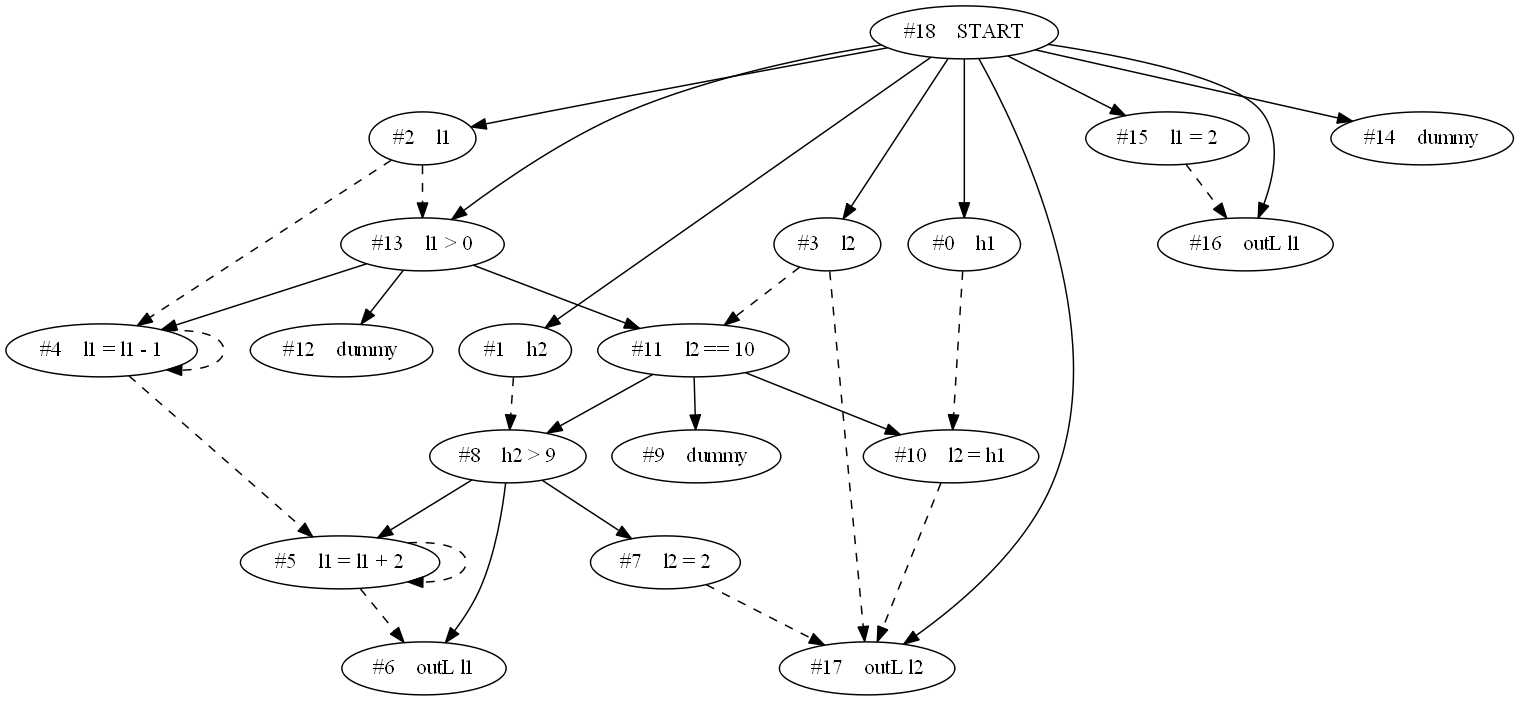 #18 START
#2 l1
#15 l1 = 2
#14 dummy
#13 l1 > 0
#3 l2
#0 h1
#16 outL l1
#4 l1 = l1 - 1
#12 dummy
#1 h2
#11 l2 == 10
#8 h2 > 9
#9 dummy
#10 l2 = h1
#5 l1 = l1 + 2
#7 l2 = 2
#6 outL l1
#17 outL l2